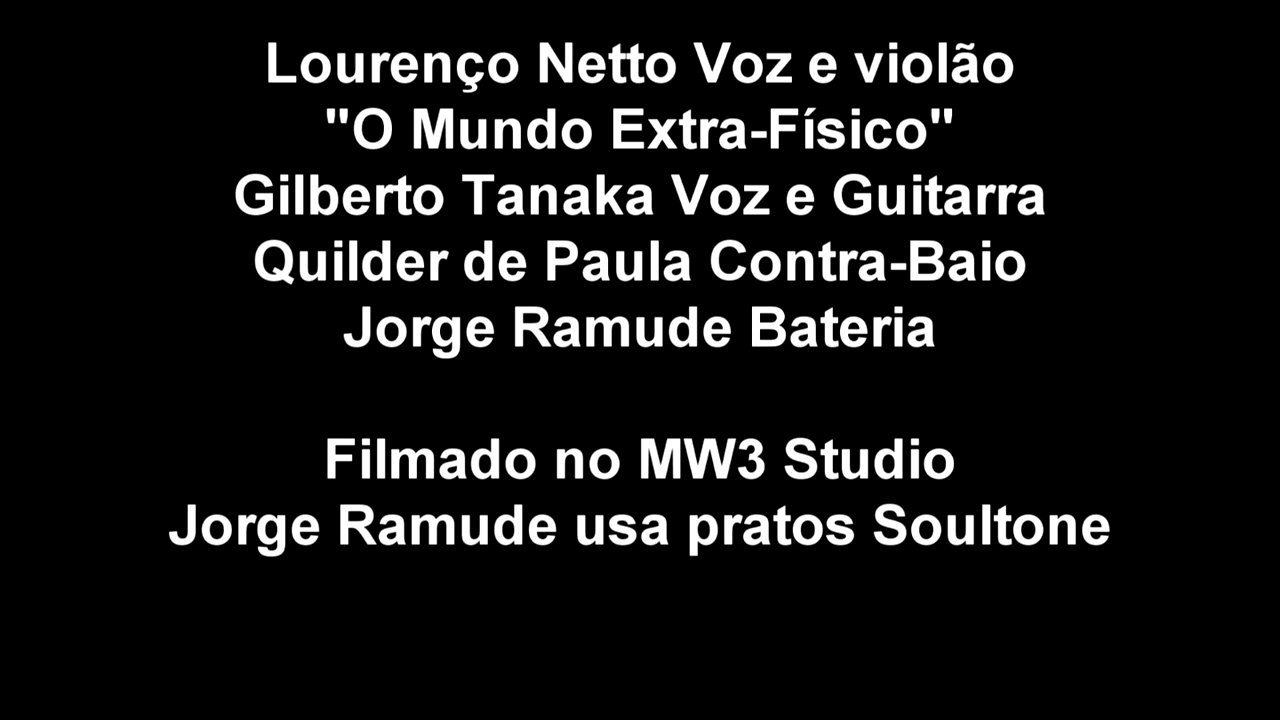 Lourenço Netto Voz e violão
"O Mundo Extra-Físico"
Gilberto Tanaka Voz e Guitarra
Quilder de Paula Contra-Baio
Jorge Ramude Bateria
Filmado no MW3 Studio
Jorge Ramude usa pratos Soultone